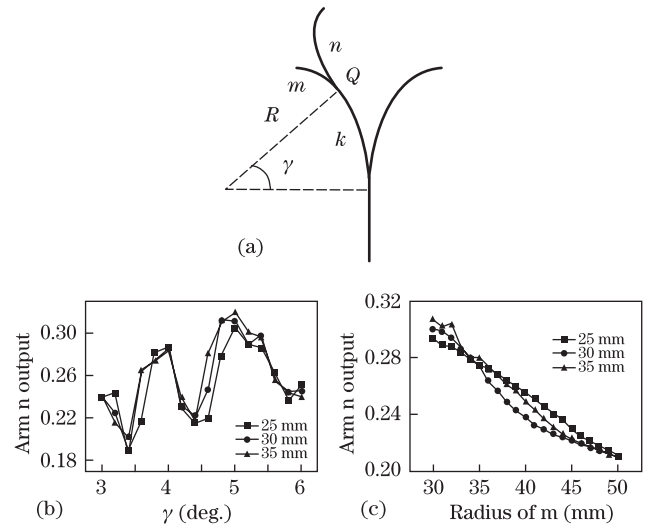 n
m
Q
R
k
γ
(a)
Arm n output
0.30
0.26
0.22
0.18
25 mm
30 mm
35 mm
3
4
5
6
(b)
γ (deg.)
Arm n output
0.32
0.28
0.24
0.20
25 mm
30 mm
35 mm
30
35
40
45
50
(c)
Radius of m (mm)